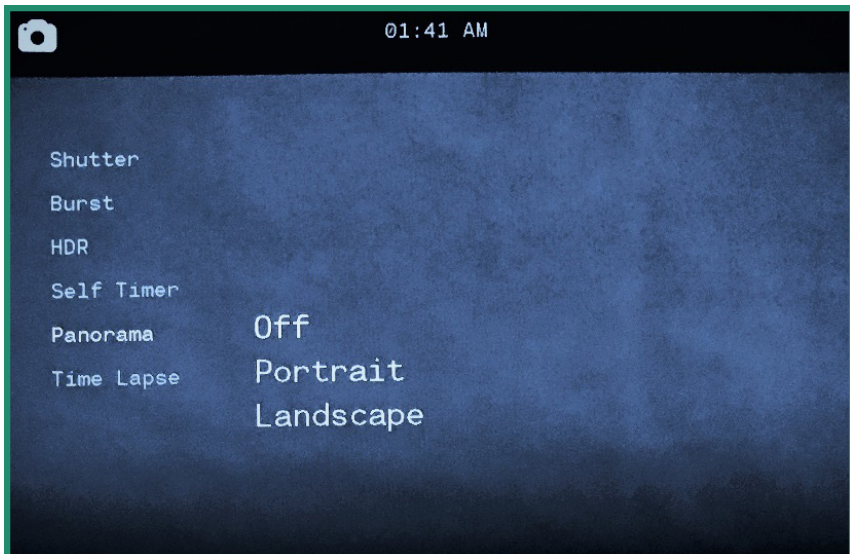 01:41 AM
Shutter
Burst
HDR
Self Timer
Panorama
Time Lapse
Off
Portrait
Landscape